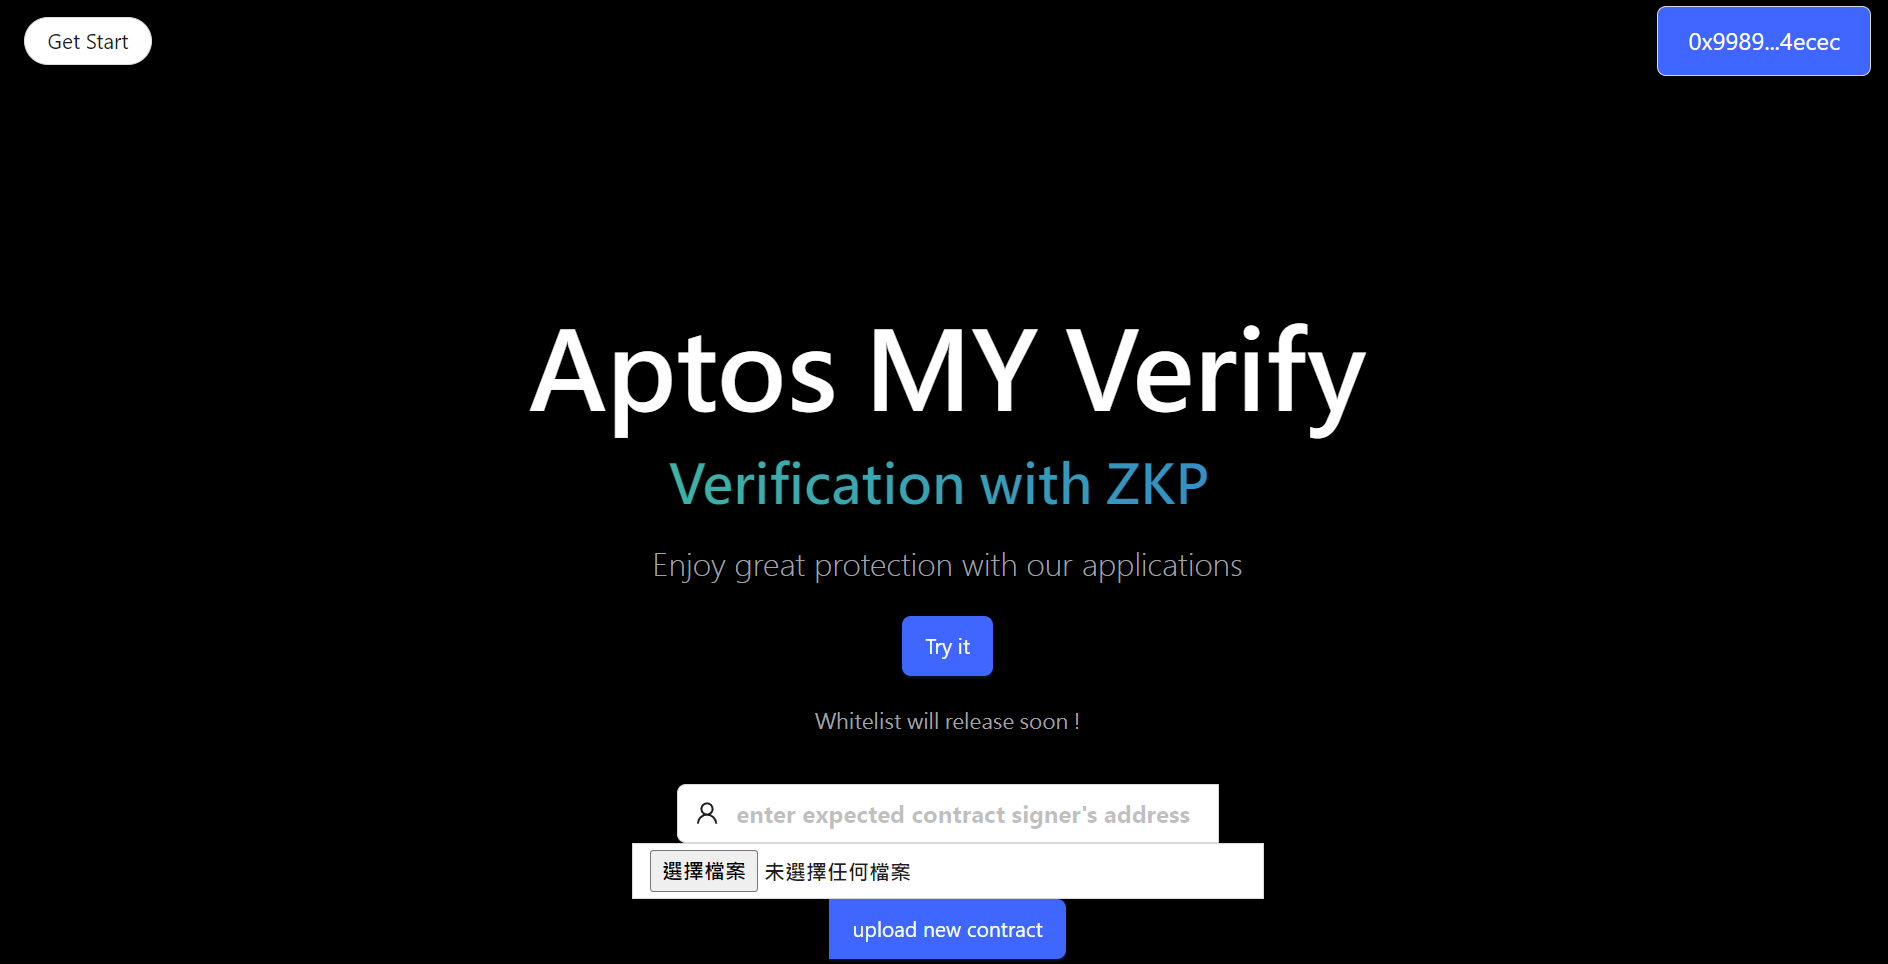 Get Start
0x9989...4ecec
Aptos MY Verify
Verification with ZKP
Enjoy great protection with our applications
Try it
Whitelist will release soon !
enter expected contract signer's address
選擇檔案 未選擇任何檔案
upload new contract